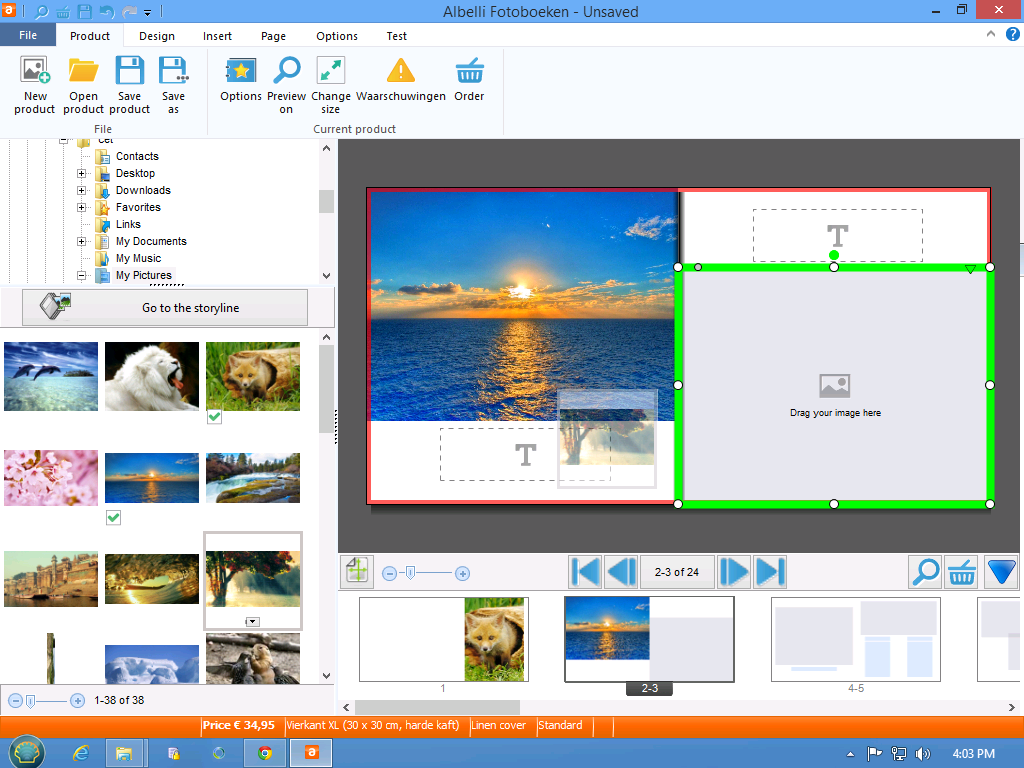 Albelli Fotoboeken - Unsaved
File Product Design Insert Page Options Test
New product
Open product
Save product
Save as
Options
Preview on
Change size
Waarschuwingen
Order
File
Current product
Cet
Contacts
Desktop
Downloads
Favorites
Links
My Documents
My Music
My Pictures
Go to the storyline
T
T
Drag your image here
2-3 of 24
1
2-3
4-5
1-38 of 38
Price € 34,95 Vierkant XL (30 x 30 cm, harde kaft) Linen cover Standard
4:03 PM